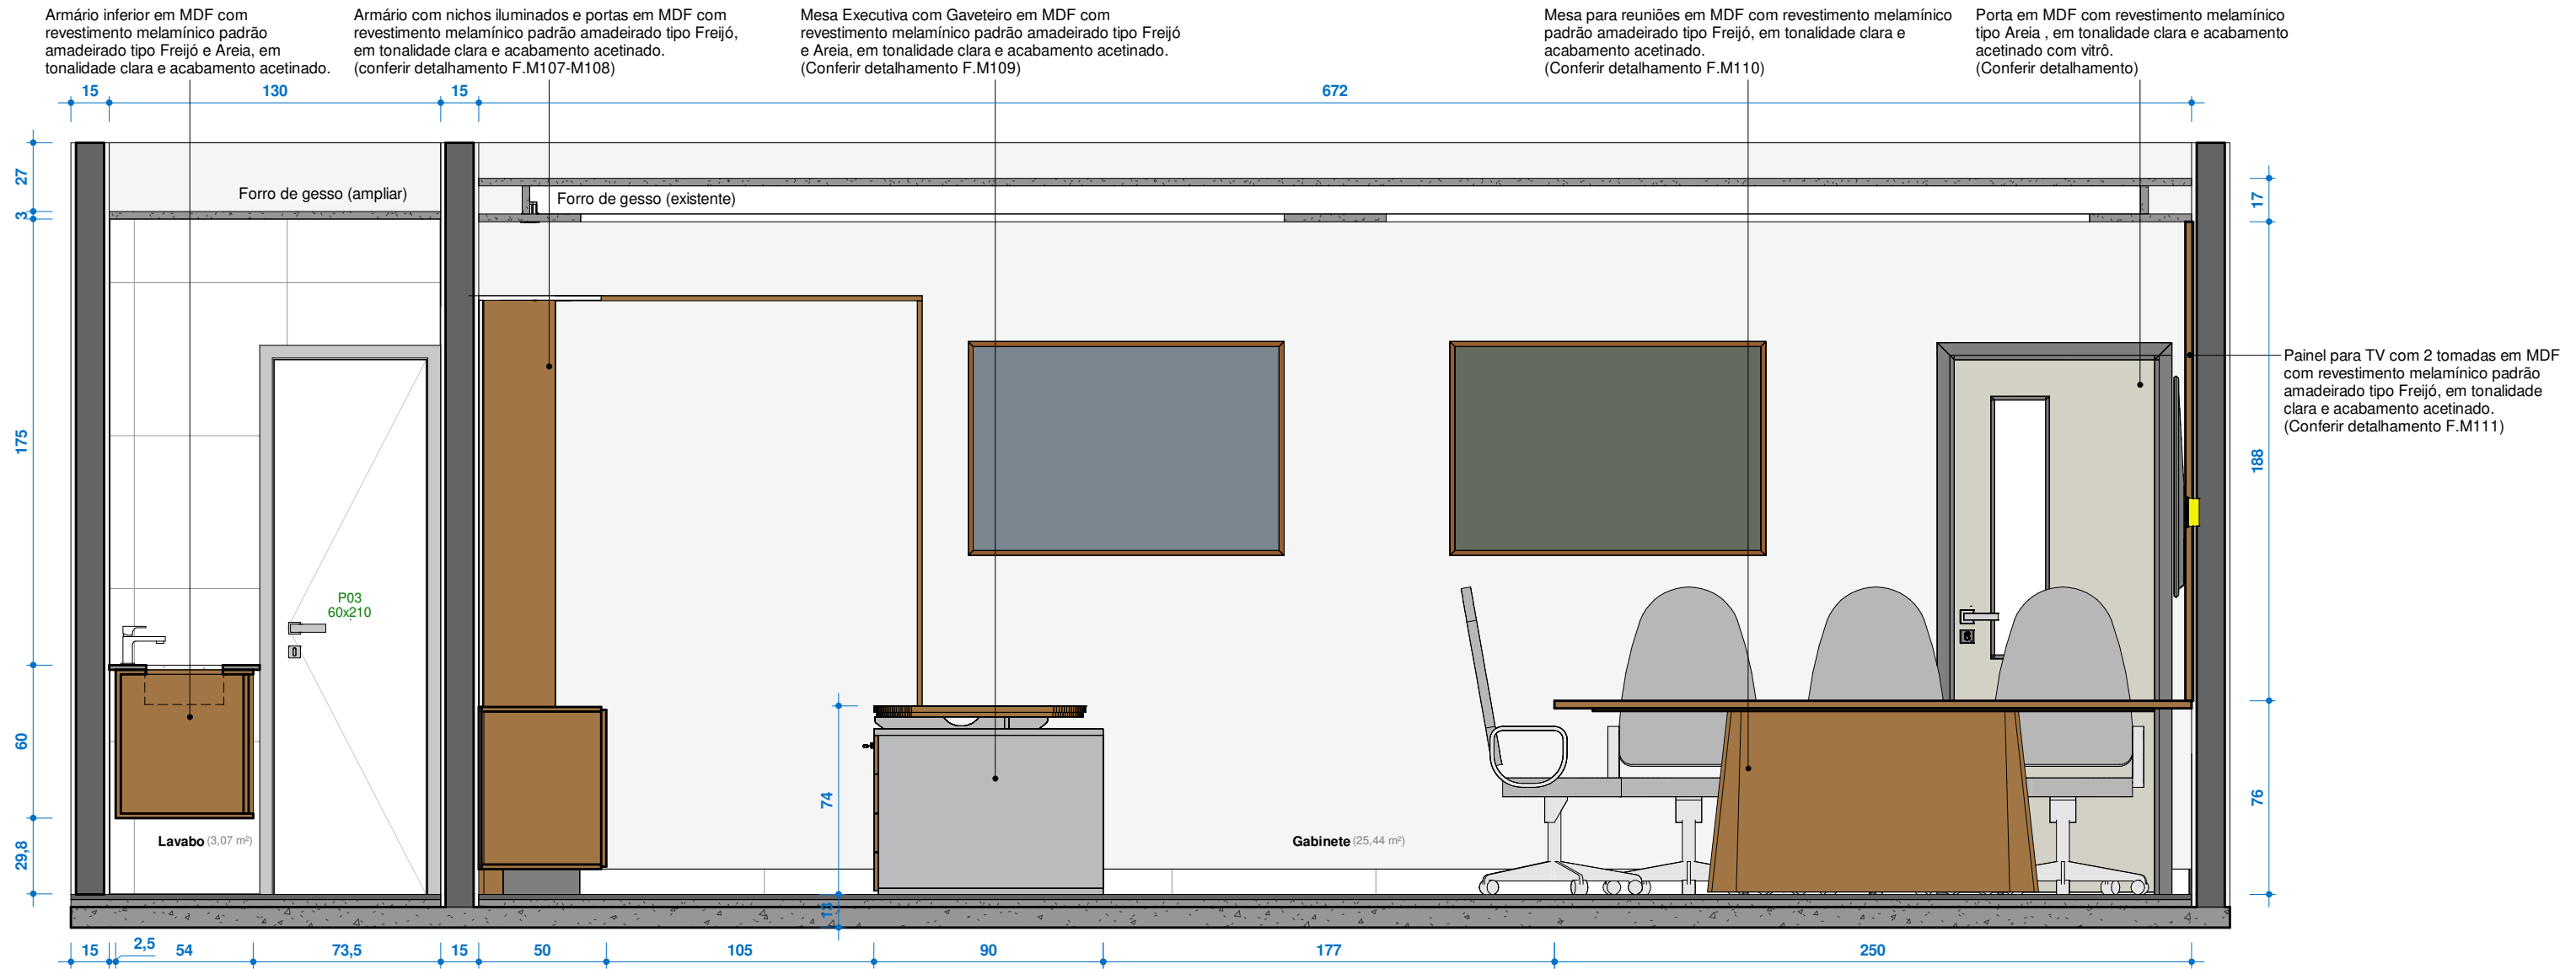 Armário inferior em MDF com
revestimento melamínico padrão
amadeirado tipo Freijó e Areia, em
tonalidade clara e acabamento acetinado.
Armário com nichos iluminados e portas em MDF com
revestimento melamínico padrão amadeirado tipo Freijó,
em tonalidade clara e acabamento acetinado.
(conferir detalhamento F.M107-M108)
Mesa Executiva com Gaveteiro em MDF com
revestimento melamínico padrão amadeirado tipo Freijó
e Areia, em tonalidade clara e acabamento acetinado.
(Conferir detalhamento F.M109)
Mesa para reuniões em MDF com revestimento melamínico
padrão amadeirado tipo Freijó, em tonalidade clara e
acabamento acetinado.
(Conferir detalhamento F.M110)
Porta em MDF com revestimento melamínico
tipo Areia , em tonalidade clara e acabamento
acetinado com vitrô.
(Conferir detalhamento)
15 130 15 672
27
3
175
60
29,8
Forro de gesso (ampliar)
Forro de gesso (existente)
17
188
76
Painel para TV com 2 tomadas em MDF
com revestimento melamínico padrão
amadeirado tipo Freijó, em tonalidade
clara e acabamento acetinado.
(Conferir detalhamento F.M111)
P03
60x210
74
13
Lavabo (3,07 m²)
Gabinete (25,44 m²)
15 2,5 54 73,5 15 50 105 90 177 250